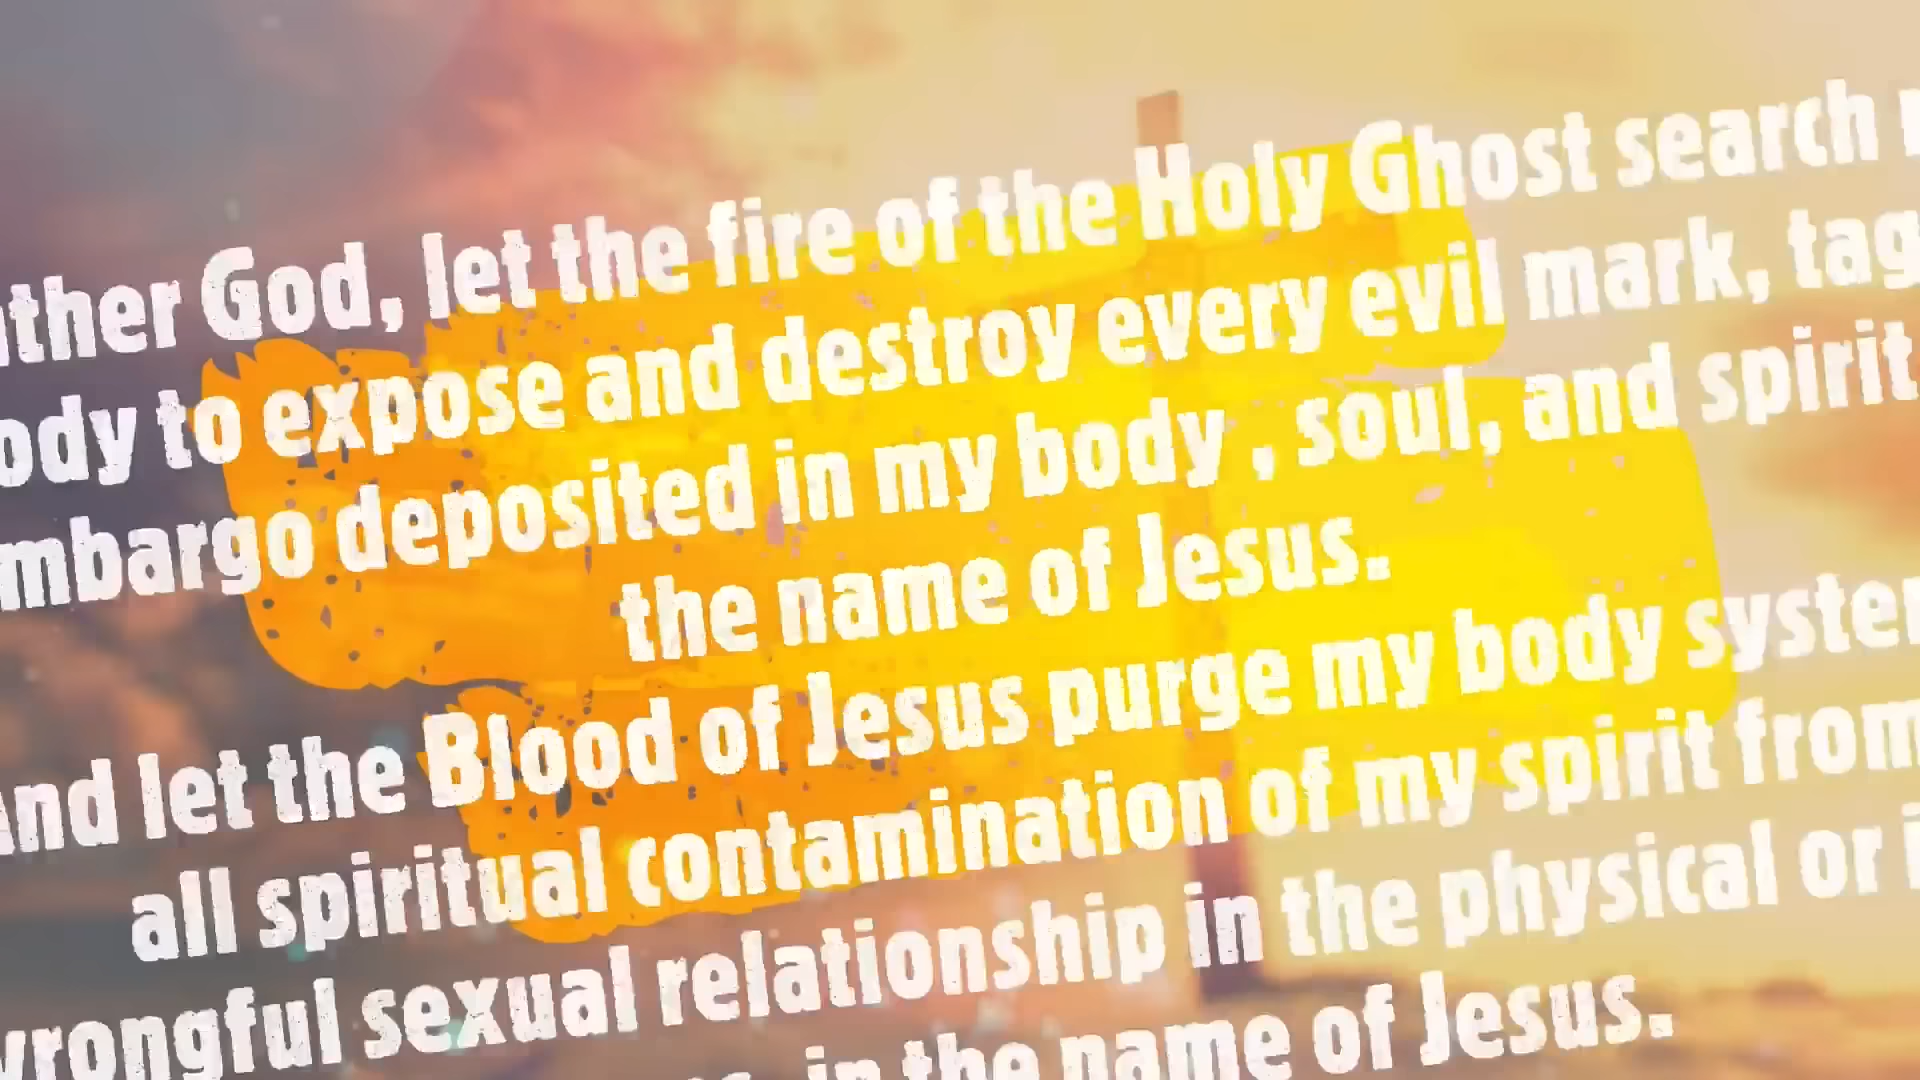 ather God, let the fire of the Holy Ghost search
ody to expose and destroy every evil mark, tag
mbargo deposited in my body , soul, and spirit
the name of Jesus.
And let the Blood of Jesus purge my body system
all spiritual contamination of my spirit from
wrongful sexual relationship in the physical or
in the name of Jesus.